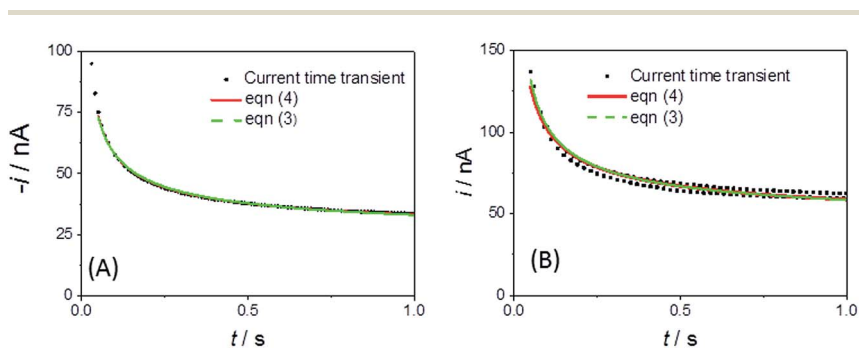 100
75
50
25
0
0.0
0.5
1.0
-i / nA
t / s
(A)
Current time transient
eqn (4)
eqn (3)
150
100
50
0
0.0
0.5
1.0
i / nA
t / s
(B)
Current time transient
eqn (4)
eqn (3)